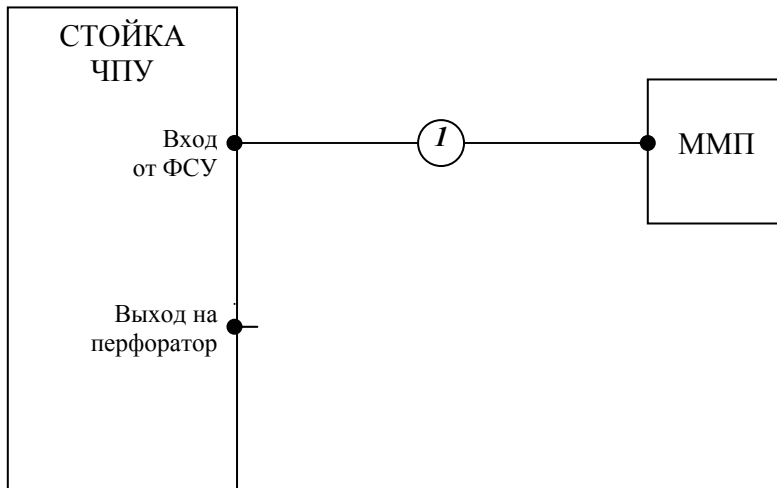 СТОЙКА
ЧПУ
Вход
от ФСУ
1
ММП
Выход на
перфоратор